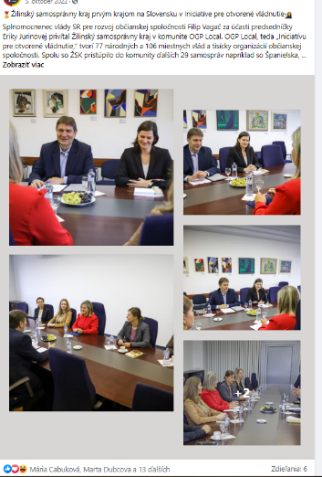 5. október 2022
Žilinský samosprávny kraj prvým krajom na Slovensku v Iniciatíve pre otvorené vládnutie
Splnomocnenec vlády SR pre rozvoj občianskej spoločnosti Filip Vagač za účasti predsedníčky
Eriky Jurinovej privítal Žilinský samosprávny kraj v komunite OGP Local. OGP Local, teda „Iniciatívu
pre otvorené vládnutie," tvorí 77 národných a 106 miestnych vlád a tisícky organizácií občianskej
spoločnosti. Spolu so ŽSK pristúpilo do komunity ďalších 29 samospráv napríklad so Španielska, ...
Zobraziť viac
+2
Mária Cabuková, Marta Dubcova a 13 ďalších
Zdieľania: 6